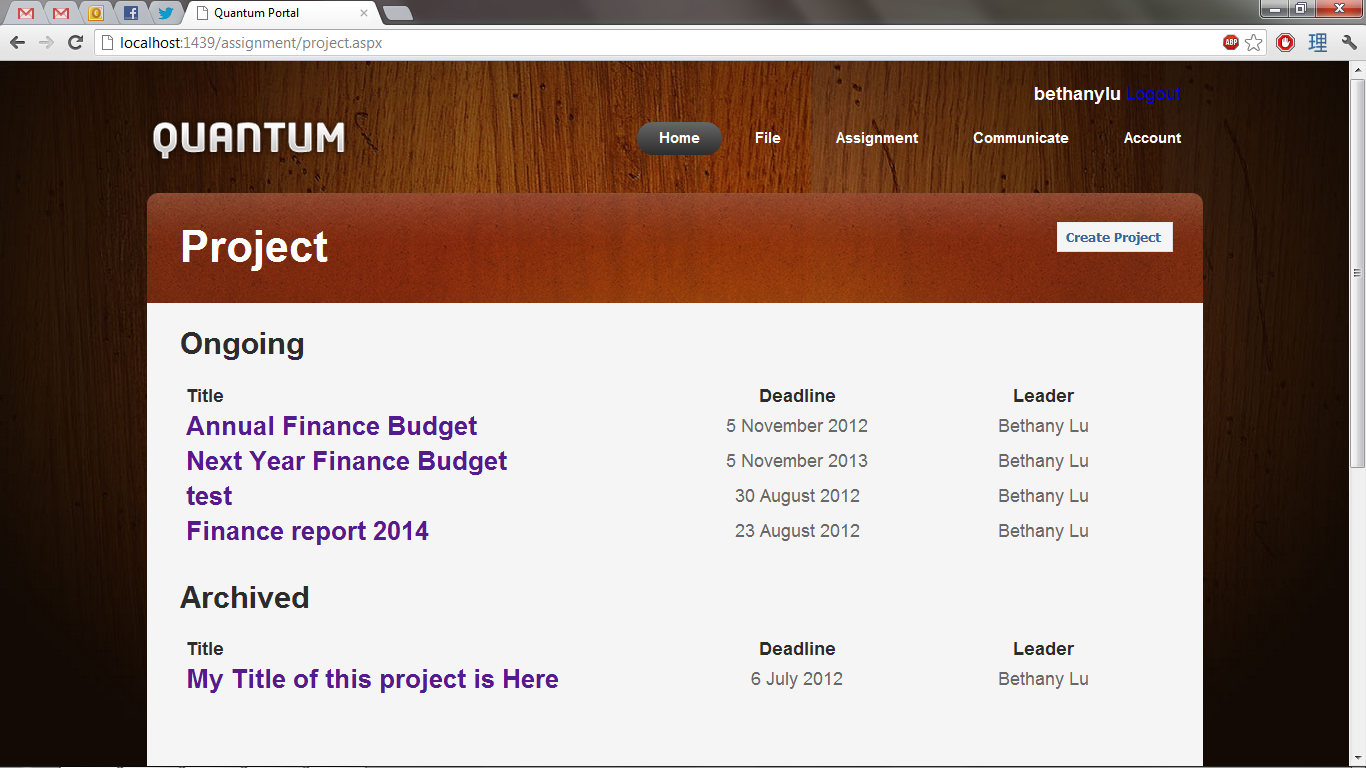 Quantum Portal
localhost:1439/assignment/project.aspx
ABP
理
bethanylu Logout
QUANTUM
Home File Assignment Communicate Account
Project
Create Project
Ongoing
Title Deadline Leader
Annual Finance Budget 5 November 2012 Bethany Lu
Next Year Finance Budget 5 November 2013 Bethany Lu
test 30 August 2012 Bethany Lu
Finance report 2014 23 August 2012 Bethany Lu
Archived
Title Deadline Leader
My Title of this project is Here 6 July 2012 Bethany Lu